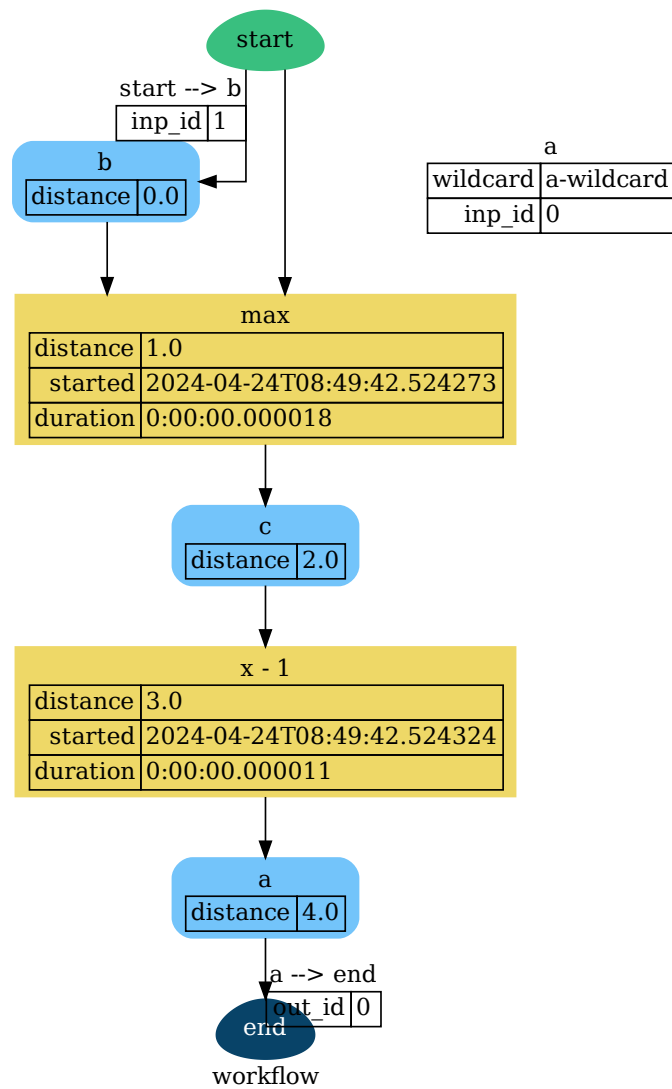 start
start --> b
inp_id 1
b
distance 0.0
a
wildcard a-wildcard
inp_id 0
max
distance 1.0
started 2024-04-24T08:49:42.524273
duration 0:00:00.000018
c
distance 2.0
x - 1
distance 3.0
started 2024-04-24T08:49:42.524324
duration 0:00:00.000011
a
distance 4.0
a --> end
out_id 0
end
workflow